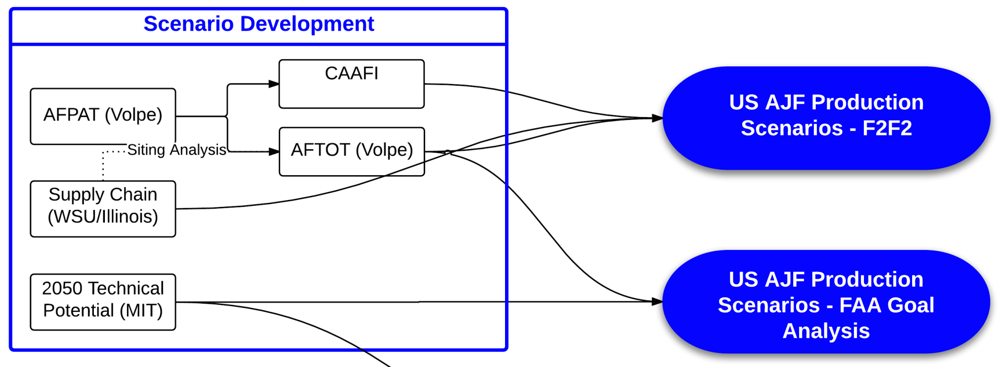 Scenario Development
CAAFI
AFPAT (Volpe)
Siting Analysis
AFTOT (Volpe)
Supply Chain
(WSU/Illinois)
2050 Technical
Potential (MIT)
US AJF Production
Scenarios - F2F2
US AJF Production
Scenarios - FAA Goal
Analysis